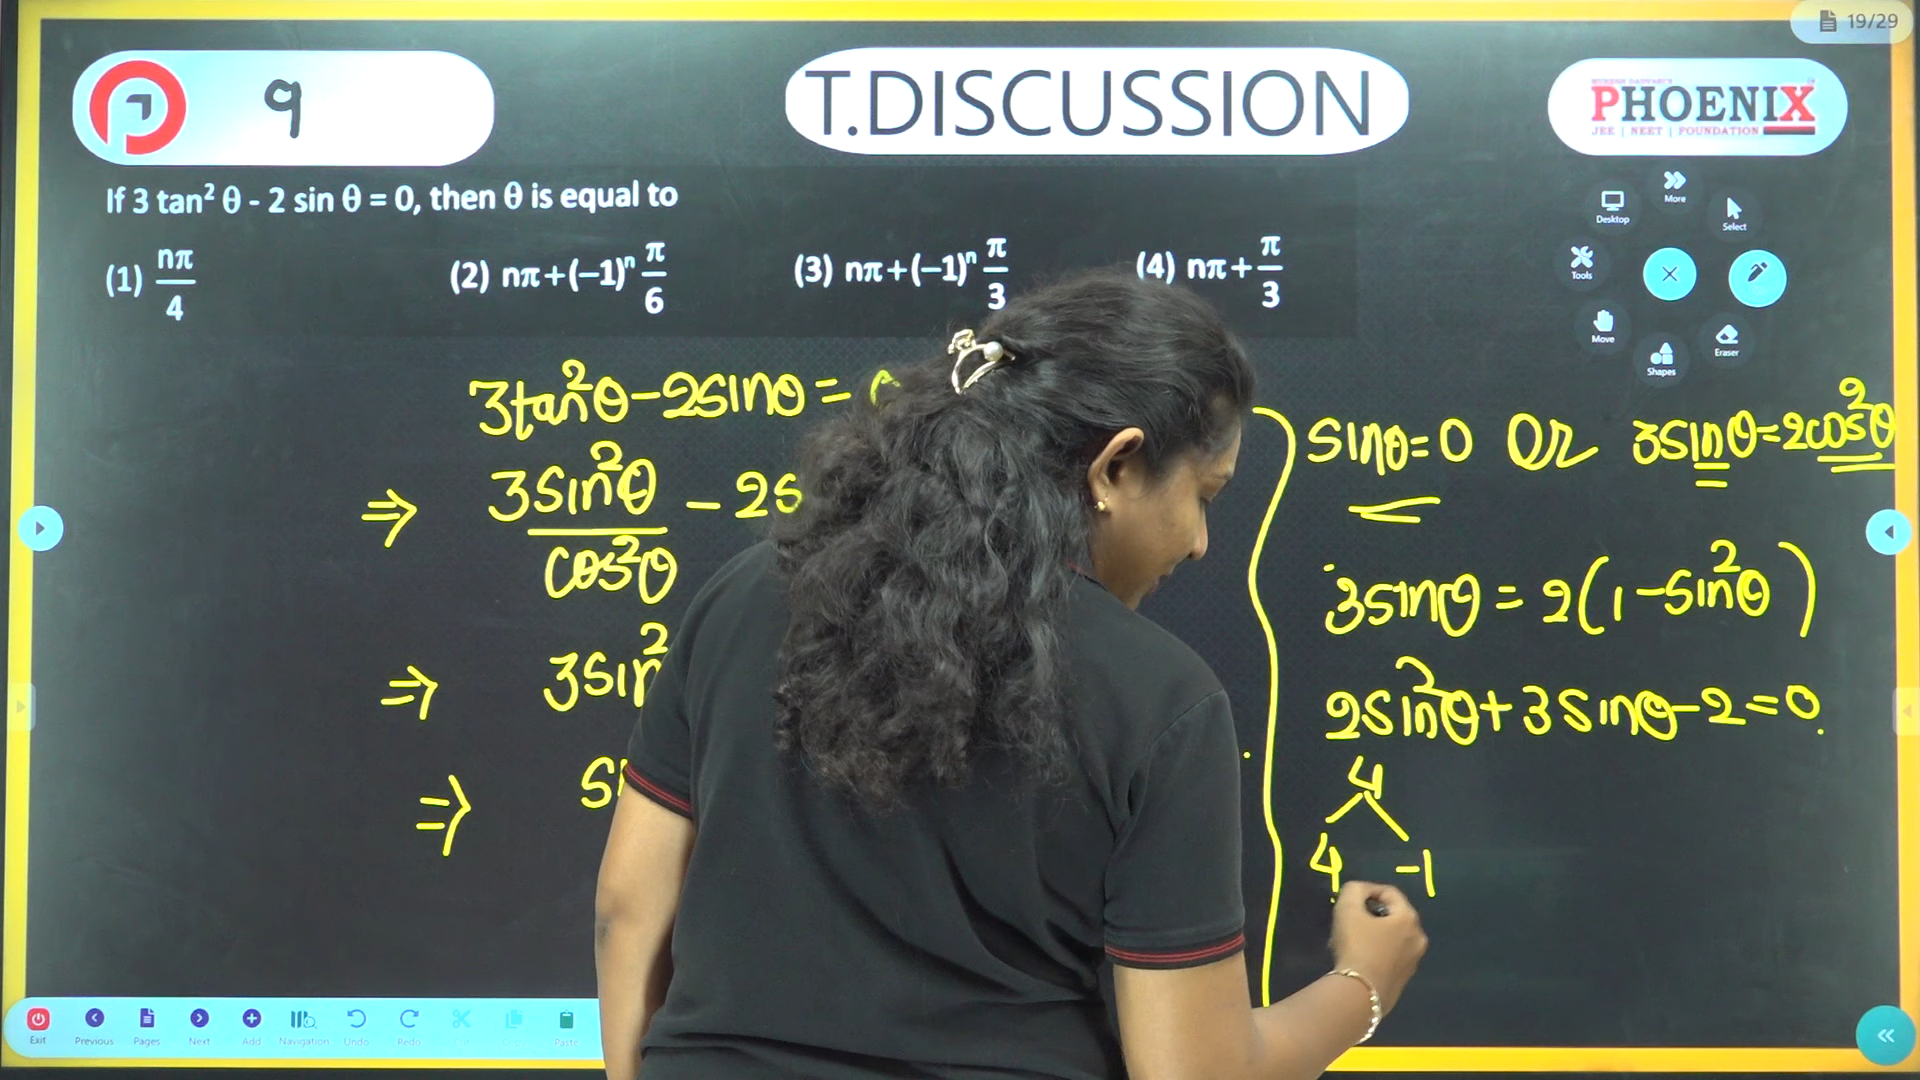 19/29
9
T.DISCUSSION
PHOENIX
JEE | NEET | FOUNDATION
If 3 tan² θ - 2 sin θ = 0, then θ is equal to
(1) nπ/4 (2) nπ+(−1)ⁿ π/6 (3) nπ+(−1)ⁿ π/3 (4) nπ+π/3
More
Desktop
Select
Tools
Move
Eraser
Shapes
3tan²θ-2sinθ=
⇒ 3sin²θ/cos²θ - 2s
⇒ 3sin²
⇒ si
sinθ=0 Or 3sinθ=2cos²θ
3sinθ = 2(1-sin²θ)
2sin²θ+3sinθ-2=0
4
4 -1
Exit Previous Pages Next Add Navigation Undo Redo Cut Copy Paste